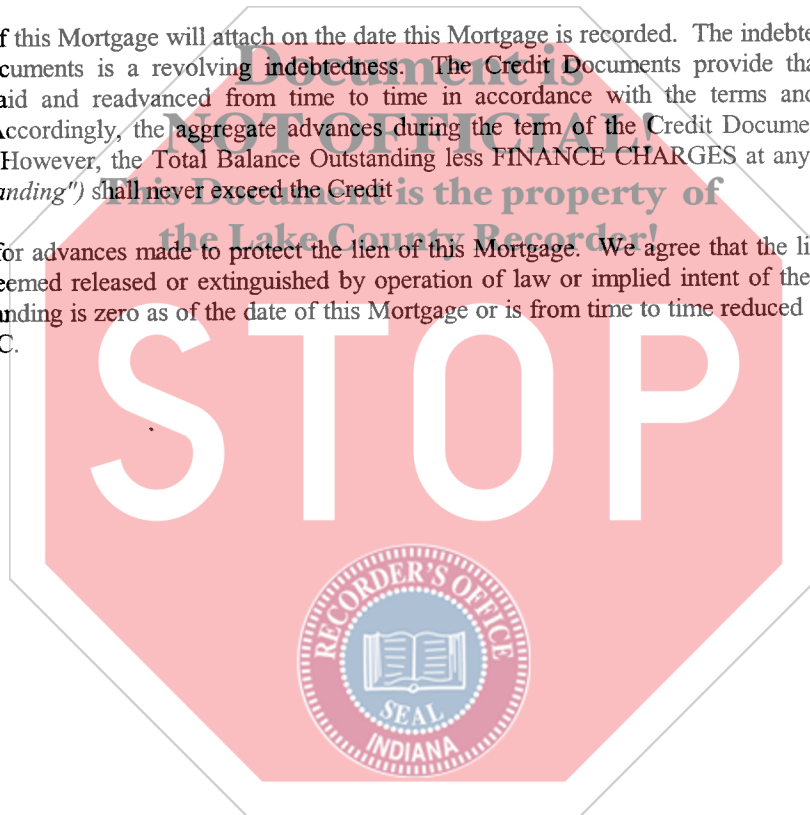 f this Mortgage will attach on the date this Mortgage is recorded. The indebte
Document is
cuments is a revolving indebtedness. The Credit Documents provide tha
aid and readvanced from time to time in accordance with the terms and
NOT OFFICIAL!
Accordingly, the aggregate advances during the term of the Credit Docume
However, the Total Balance Outstanding less FINANCE CHARGES at any
anding") shall never exceed the Credit
This Document is the property of
the Lake County Recorder!
for advances made to protect the lien of this Mortgage. We agree that the li
eemed released or extinguished by operation of law or implied intent of the
anding is zero as of the date of this Mortgage or is from time to time reduced
C.
STOP
RECORDER'S OFFICE
SEAL
INDIANA